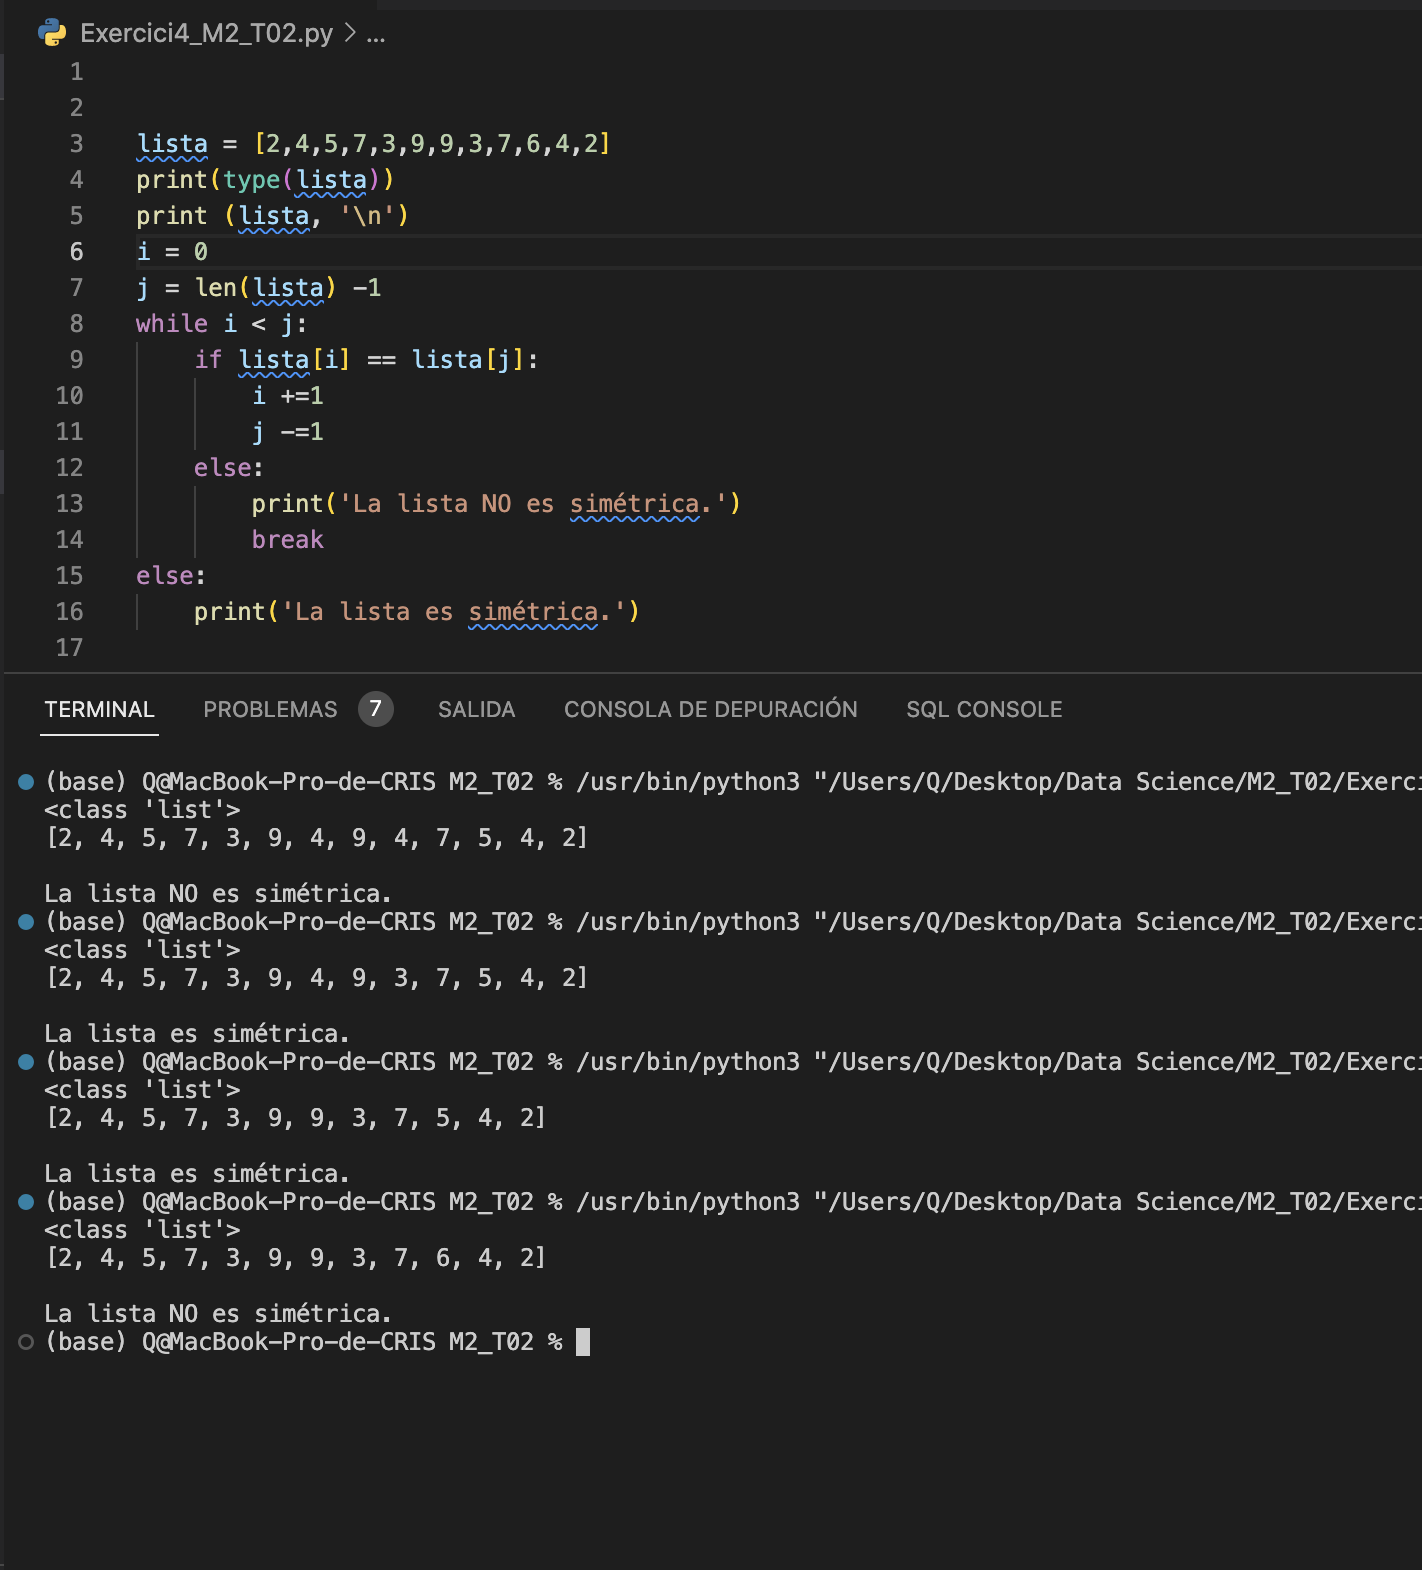 Exercici4_M2_T02.py > ...
1
2
3 lista = [2,4,5,7,3,9,9,3,7,6,4,2]
4 print(type(lista))
5 print (lista, '\n')
6 i = 0
7 j = len(lista) -1
8 while i < j:
9 if lista[i] == lista[j]:
10 i +=1
11 j -=1
12 else:
13 print('La lista NO es simétrica.')
14 break
15 else:
16 print('La lista es simétrica.')
17
TERMINAL PROBLEMAS 7 SALIDA CONSOLA DE DEPURACIÓN SQL CONSOLE
(base) Q@MacBook-Pro-de-CRIS M2_T02 % /usr/bin/python3 "/Users/Q/Desktop/Data Science/M2_T02/Exerci
<class 'list'>
[2, 4, 5, 7, 3, 9, 4, 9, 4, 7, 5, 4, 2]
La lista NO es simétrica.
(base) Q@MacBook-Pro-de-CRIS M2_T02 % /usr/bin/python3 "/Users/Q/Desktop/Data Science/M2_T02/Exerci
<class 'list'>
[2, 4, 5, 7, 3, 9, 4, 9, 3, 7, 5, 4, 2]
La lista es simétrica.
(base) Q@MacBook-Pro-de-CRIS M2_T02 % /usr/bin/python3 "/Users/Q/Desktop/Data Science/M2_T02/Exerci
<class 'list'>
[2, 4, 5, 7, 3, 9, 9, 3, 7, 5, 4, 2]
La lista es simétrica.
(base) Q@MacBook-Pro-de-CRIS M2_T02 % /usr/bin/python3 "/Users/Q/Desktop/Data Science/M2_T02/Exerci
<class 'list'>
[2, 4, 5, 7, 3, 9, 9, 3, 7, 6, 4, 2]
La lista NO es simétrica.
(base) Q@MacBook-Pro-de-CRIS M2_T02 %